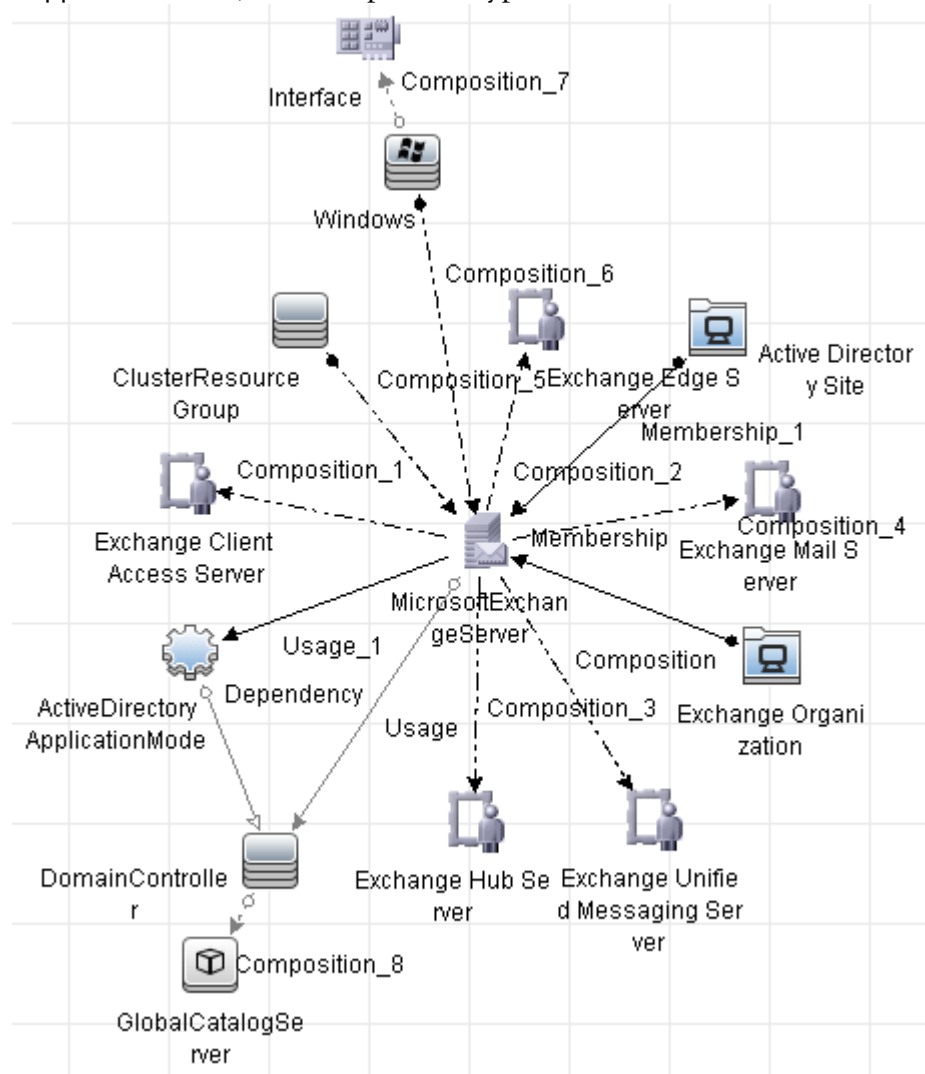 Composition_7
Interface
Windows
Composition_6
ClusterResource
Group
Composition_5
Exchange Edge S
erver
Active Director
y Site
Membership_1
Composition_1
Composition_2
Exchange Client
Access Server
Membership
Composition_4
Exchange Mail S
erver
MicrosoftExchan
geServer
Usage_1
Composition
ActiveDirectory
ApplicationMode
Dependency
Usage
Composition_3
Exchange Organi
zation
DomainControlle
r
Exchange Hub Se
rver
Exchange Unifie
d Messaging Ser
ver
Composition_8
GlobalCatalogSe
rver